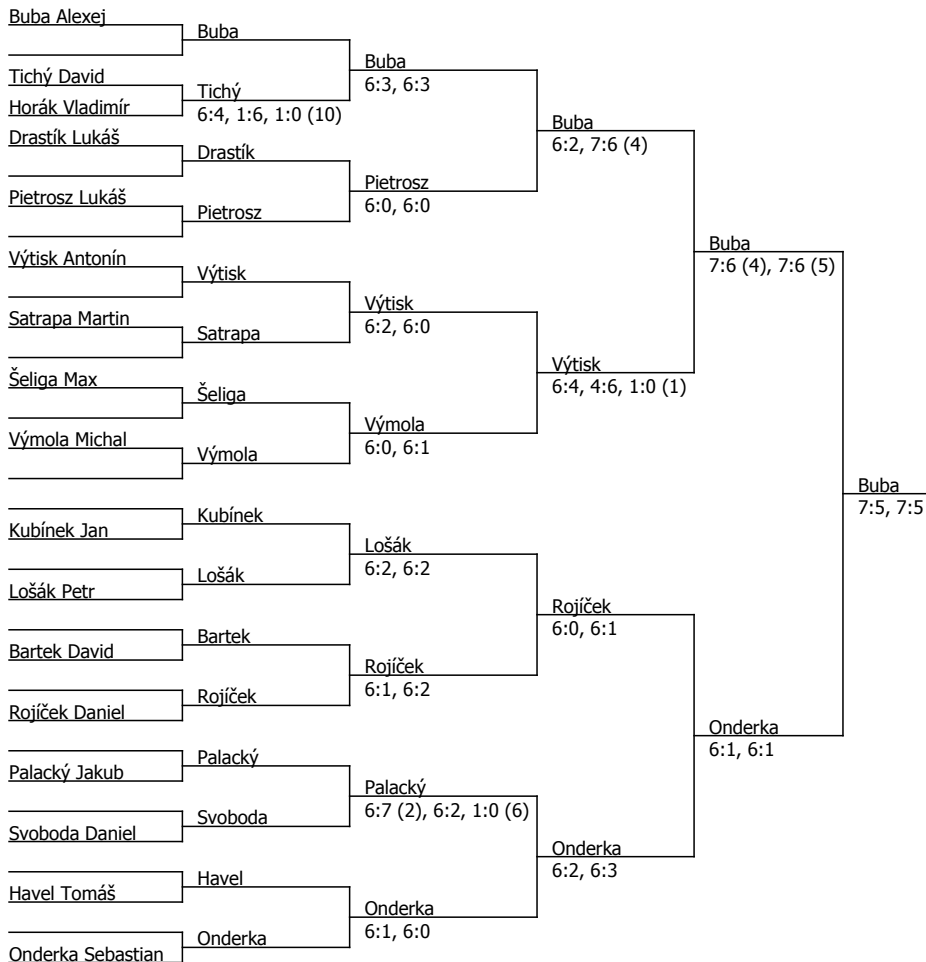 Buba Alexej
Buba
Buba
6:3, 6:3
Tichý David
Tichý
6:4, 1:6, 1:0 (10)
Horák Vladimír
Buba
6:2, 7:6 (4)
Drastík Lukáš
Drastík
Pietrosz
6:0, 6:0
Pietrosz Lukáš
Pietrosz
Buba
7:6 (4), 7:6 (5)
Výtisk Antonín
Výtisk
Výtisk
6:2, 6:0
Satrapa Martin
Satrapa
Výtisk
6:4, 4:6, 1:0 (1)
Šeliga Max
Šeliga
Výmola
6:0, 6:1
Výmola Michal
Výmola
Buba
7:5, 7:5
Kubínek
Kubínek Jan
Lošák
6:2, 6:2
Lošák
Lošák Petr
Rojíček
6:0, 6:1
Bartek
Bartek David
Rojíček
6:1, 6:2
Rojíček
Rojíček Daniel
Onderka
6:1, 6:1
Palacký
Palacký Jakub
Palacký
6:7 (2), 6:2, 1:0 (6)
Svoboda
Svoboda Daniel
Onderka
6:2, 6:3
Havel
Havel Tomáš
Onderka
6:1, 6:0
Onderka
Onderka Sebastian